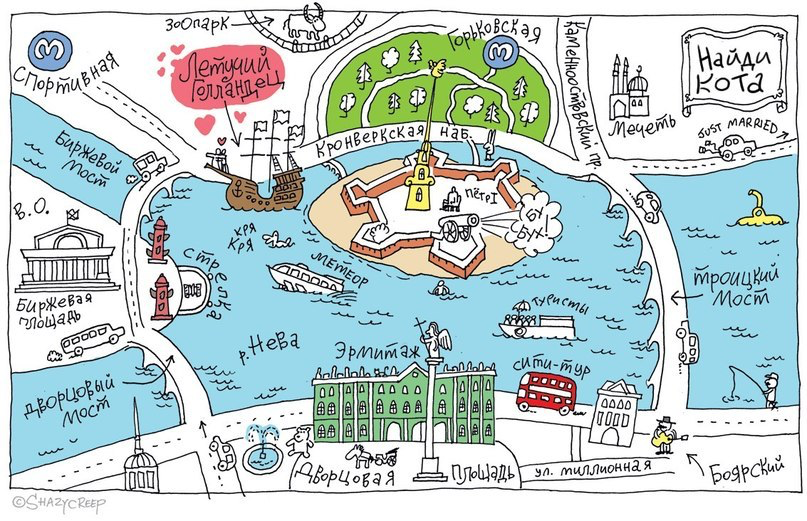 ЗООПАРК
З
Спортивная
Летучий
Голландец
Горьковская
З
Каменноостровский пр.
Найди
Кота
Мечеть
JUST MARRIED
Кронверкская наб.
Биржевой
Мост
В.О.
Пётр I
БУ-
БУХ!
КРЯ
КРЯ
Метеор
Стрелка
Биржевая
площадь
Троицкий
Мост
Туристы
р. Нева
Эрмитаж
Сити-тур
Дворцовый
Мост
Дворцовая площадь
ул. Миллионная
Боярский
©SHAZYCREEP